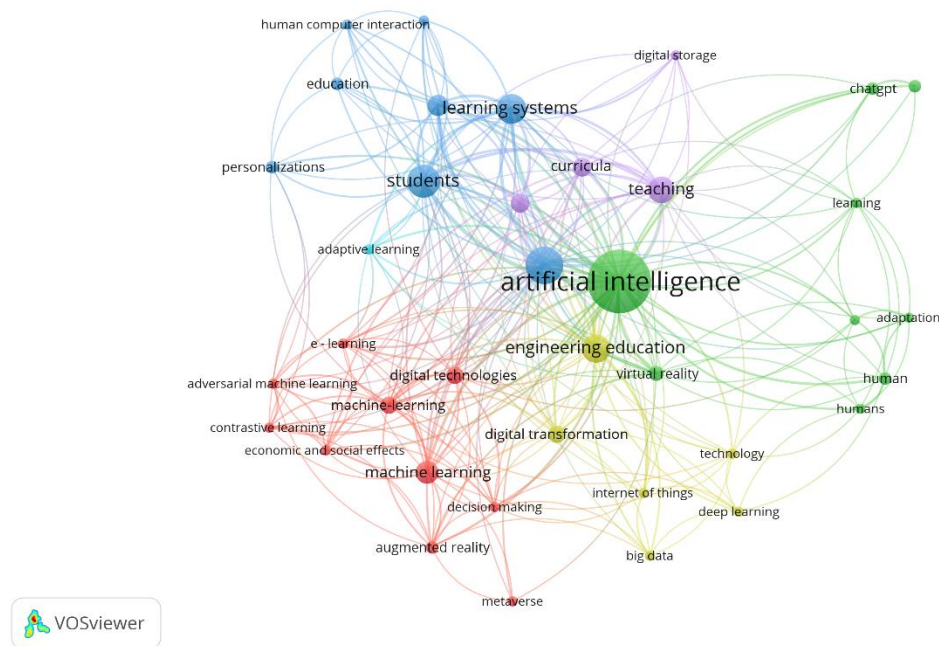 human computer interaction
digital storage
education
chatgpt
learning systems
personalizations
curricula
students
teaching
learning
adaptive learning
artificial intelligence
adaptation
e - learning
engineering education
digital technologies
virtual reality
human
adversarial machine learning
machine-learning
humans
contrastive learning
digital transformation
economic and social effects
technology
machine learning
internet of things
decision making
deep learning
augmented reality
big data
metaverse
VOSviewer